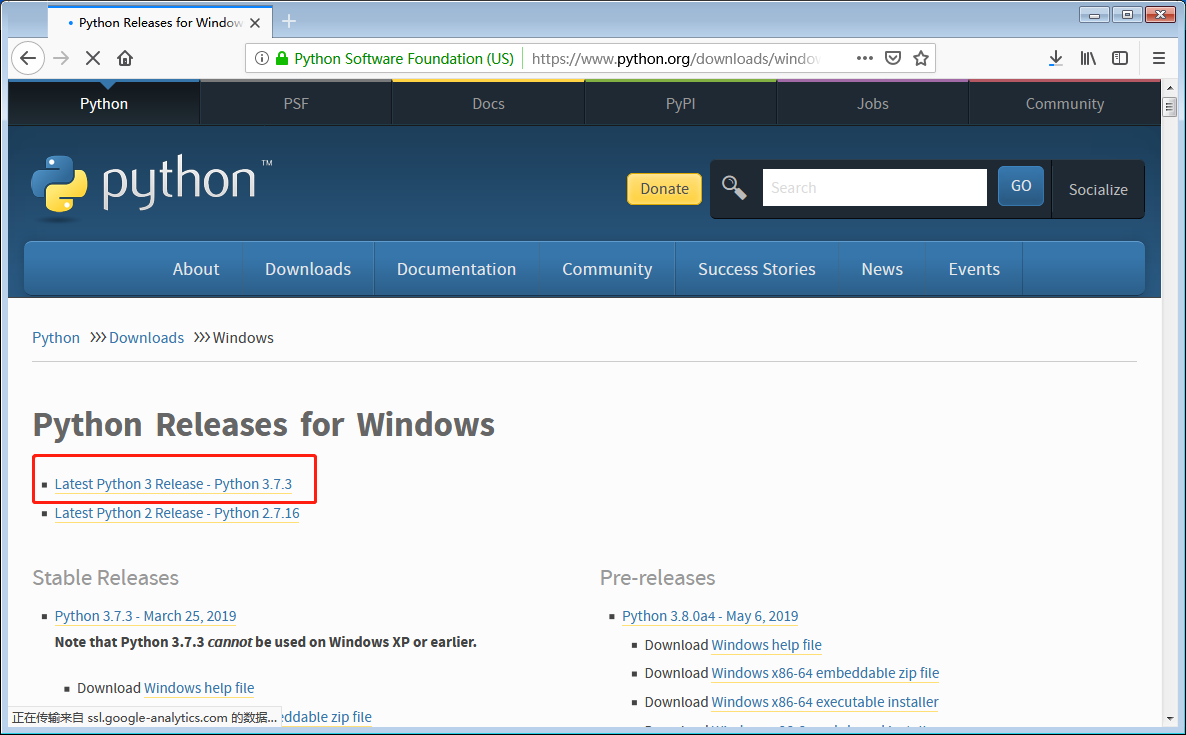 Python Releases for Window
Python Software Foundation (US) https://www.python.org/downloads/windov
Python PSF Docs PyPI Jobs Community
python™
Donate Search GO Socialize
About Downloads Documentation Community Success Stories News Events
Python >>> Downloads >>> Windows
Python Releases for Windows
Latest Python 3 Release - Python 3.7.3
Latest Python 2 Release - Python 2.7.16
Stable Releases
Python 3.7.3 - March 25, 2019
Note that Python 3.7.3 cannot be used on Windows XP or earlier.
Download Windows help file
ddable zip file
Pre-releases
Python 3.8.0a4 - May 6, 2019
Download Windows help file
Download Windows x86-64 embeddable zip file
Download Windows x86-64 executable installer
正在传输来自 ssl.google-analytics.com 的数据...